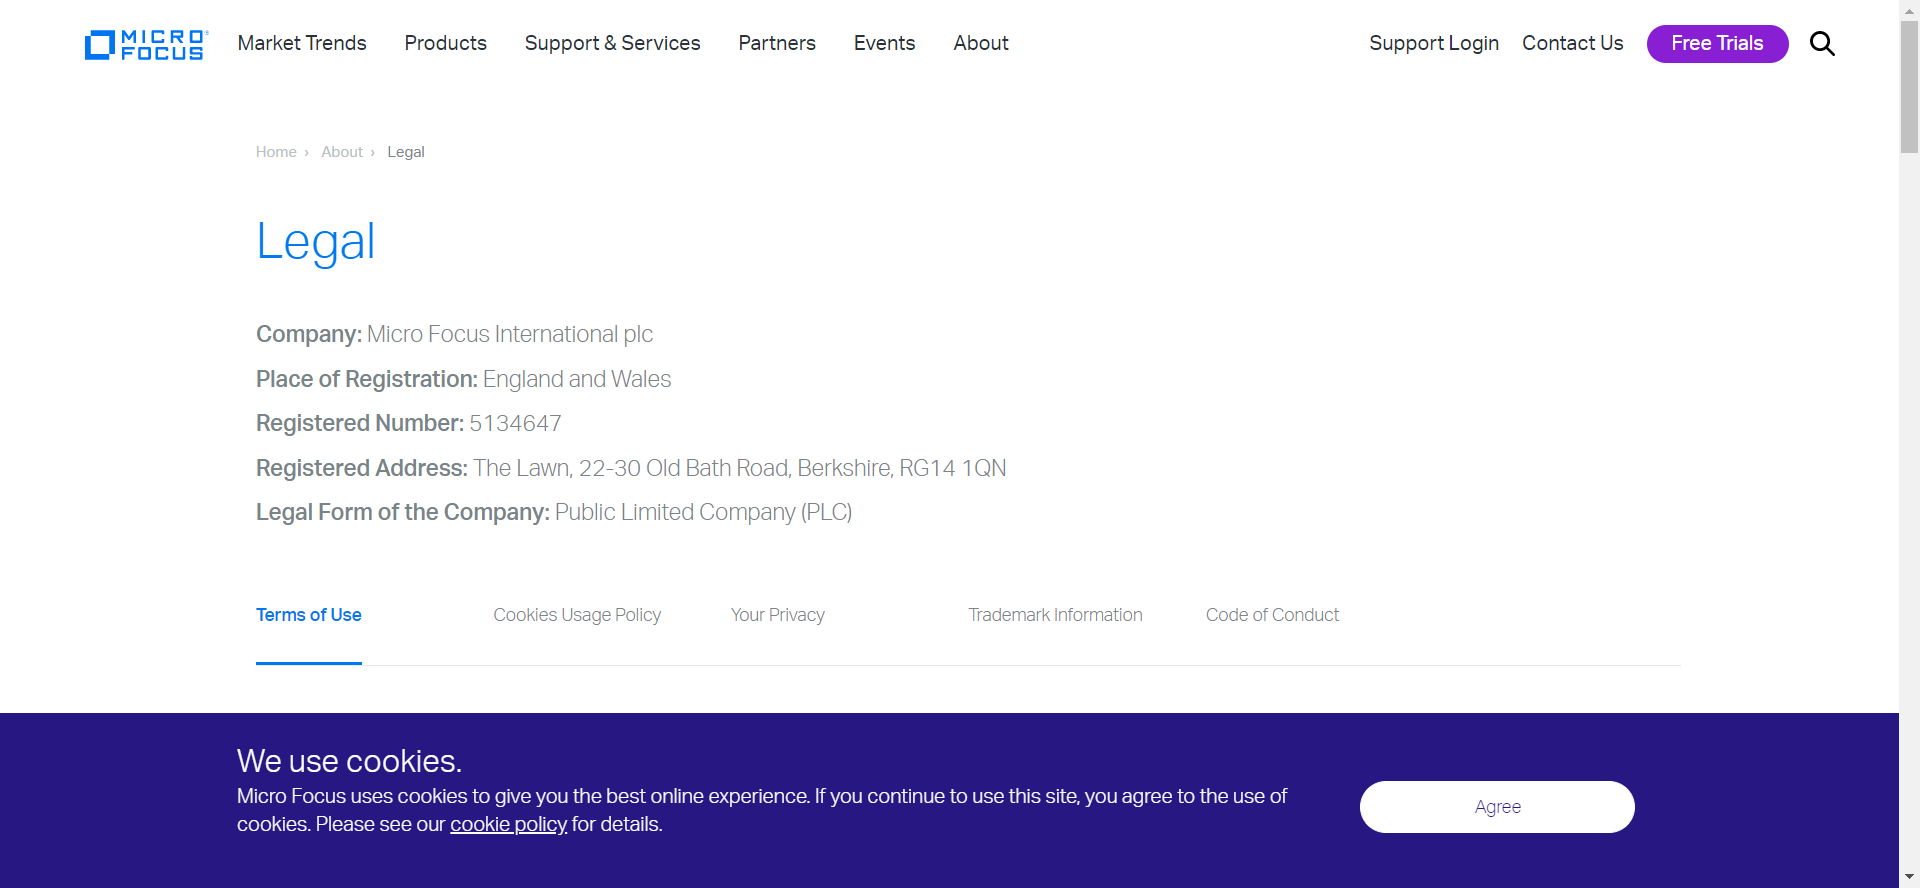 MICRO FOCUS
Market Trends
Products
Support & Services
Partners
Events
About
Support Login
Contact Us
Free Trials
Home › About › Legal
Legal
Company: Micro Focus International plc
Place of Registration: England and Wales
Registered Number: 5134647
Registered Address: The Lawn, 22-30 Old Bath Road, Berkshire, RG14 1QN
Legal Form of the Company: Public Limited Company (PLC)
Terms of Use
Cookies Usage Policy
Your Privacy
Trademark Information
Code of Conduct
We use cookies.
Micro Focus uses cookies to give you the best online experience. If you continue to use this site, you agree to the use of
cookies. Please see our cookie policy for details.
Agree